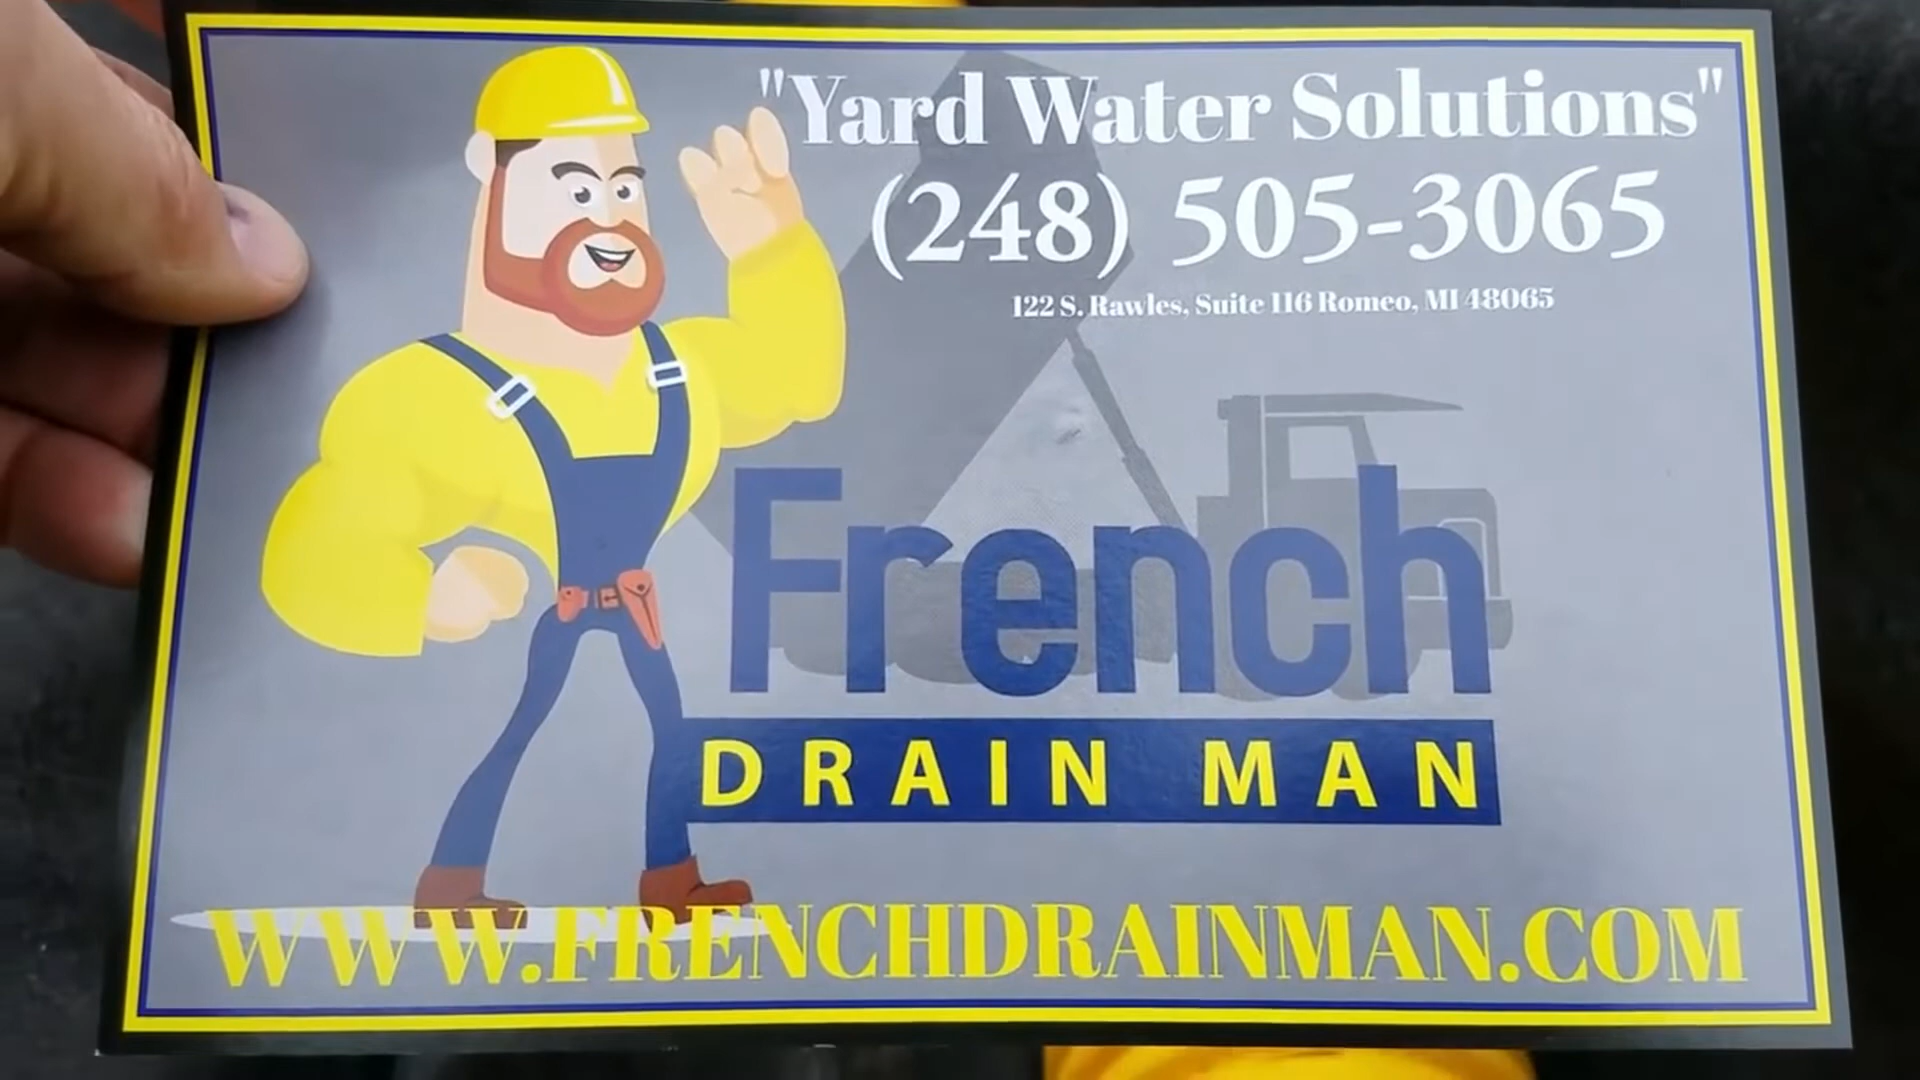 "Yard Water Solutions"
(248) 505-3065
122 S. Rawles, Suite 116 Romeo, MI 48065
French
DRAIN MAN
WWW.FRENCHDRAINMAN.COM